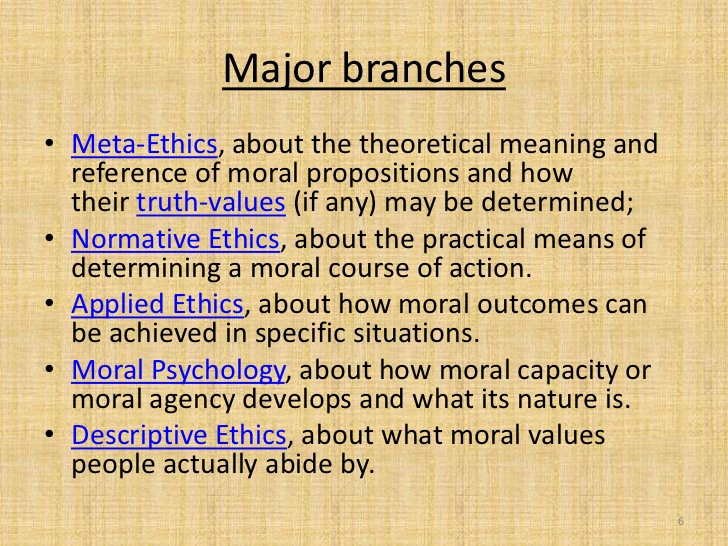 Major branches
• Meta-Ethics, about the theoretical meaning and
reference of moral propositions and how
their truth-values (if any) may be determined;
• Normative Ethics, about the practical means of
determining a moral course of action.
• Applied Ethics, about how moral outcomes can
be achieved in specific situations.
• Moral Psychology, about how moral capacity or
moral agency develops and what its nature is.
• Descriptive Ethics, about what moral values
people actually abide by.
6